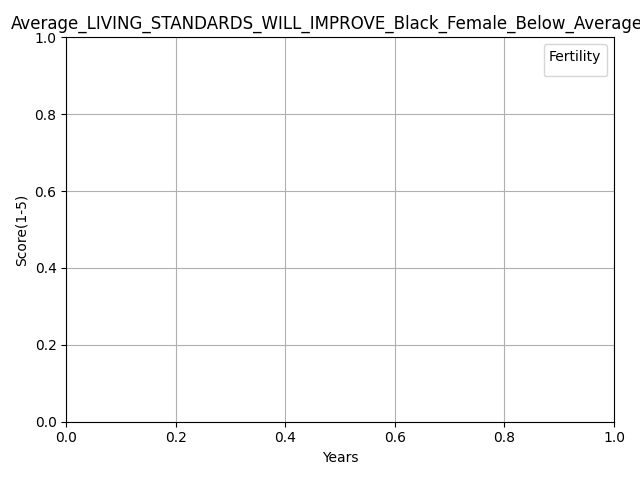 Average_LIVING_STANDARDS_WILL_IMPROVE_Black_Female_Below_Average
1.0
Fertility
0.8
0.6
Score(1-5)
0.4
0.2
0.0
0.0 0.2 0.4 0.6 0.8 1.0
Years